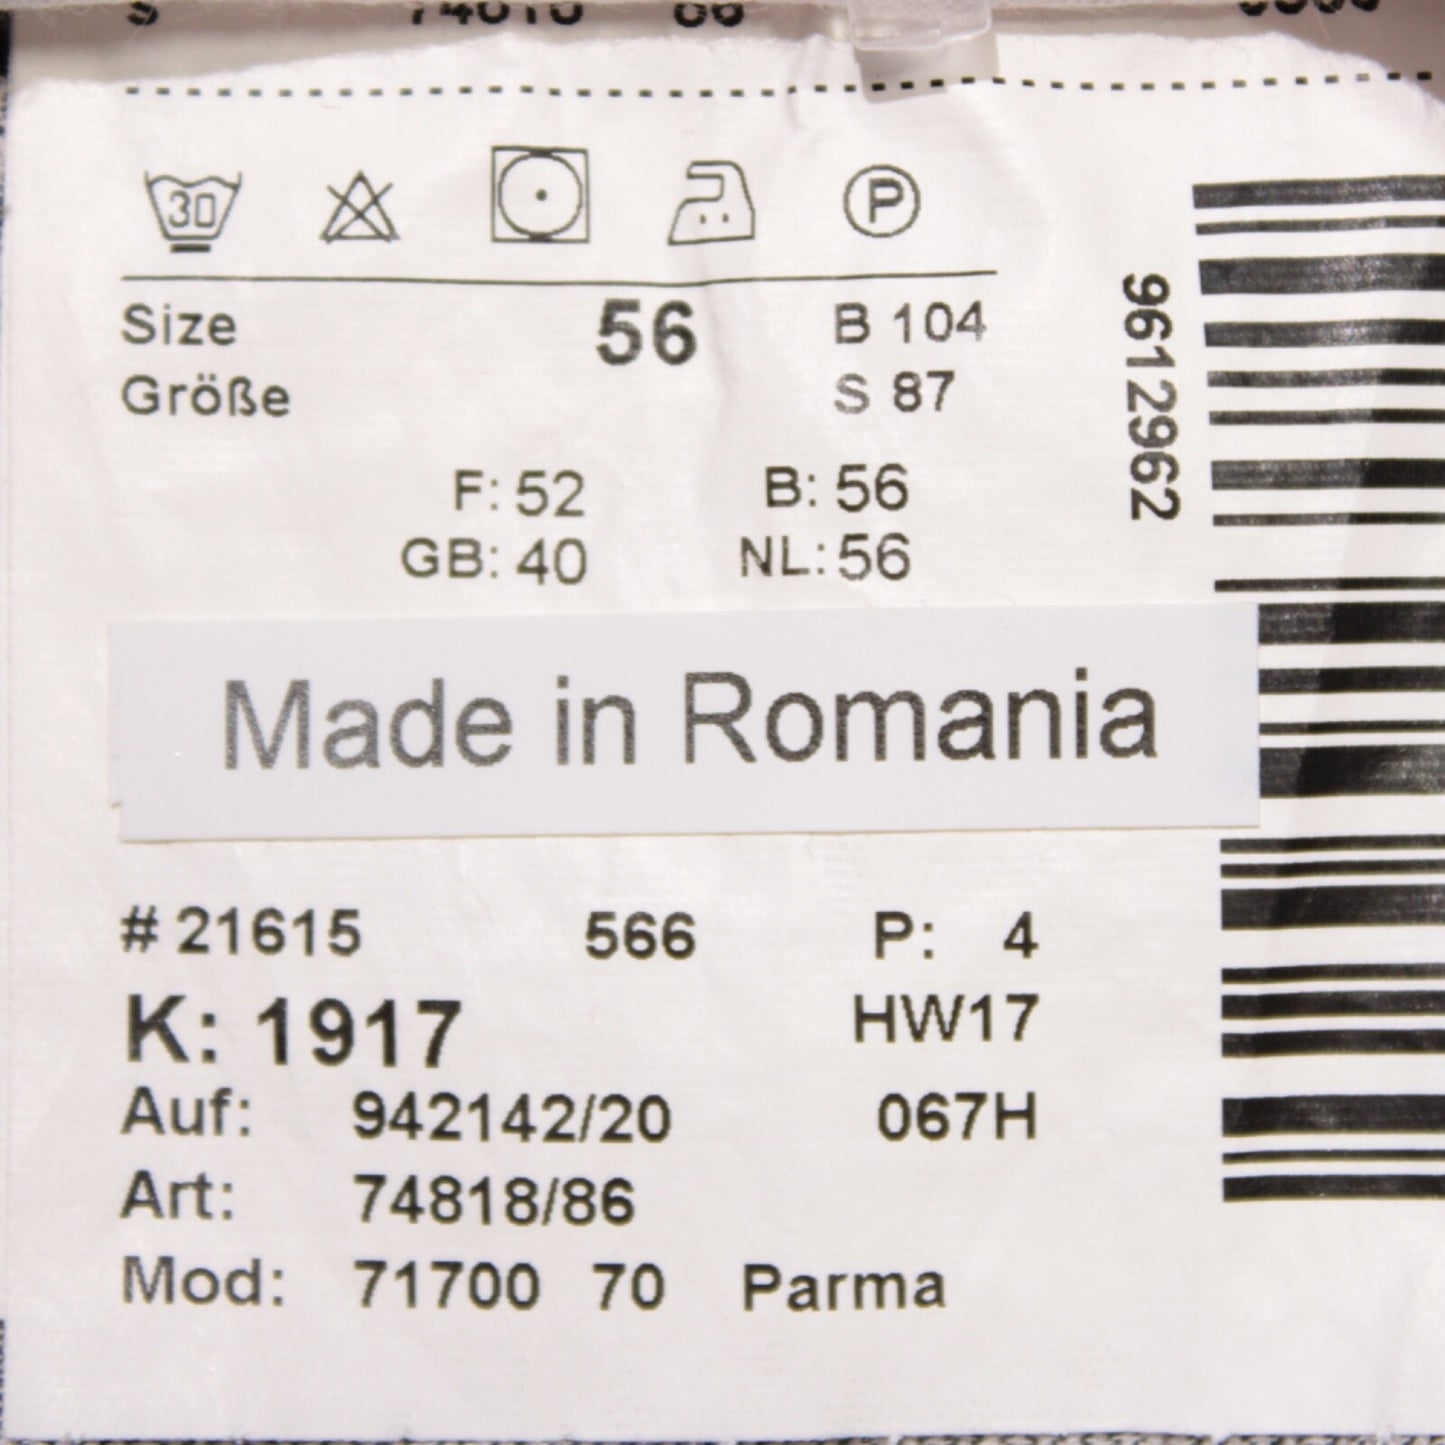 30 P
Size 56 B 104
Größe S 87
F: 52 B: 56
GB: 40 NL: 56
Made in Romania
# 21615 566 P: 4
K: 1917 HW17
Auf: 942142/20 067H
Art: 74818/86
Mod: 71700 70 Parma
9612962